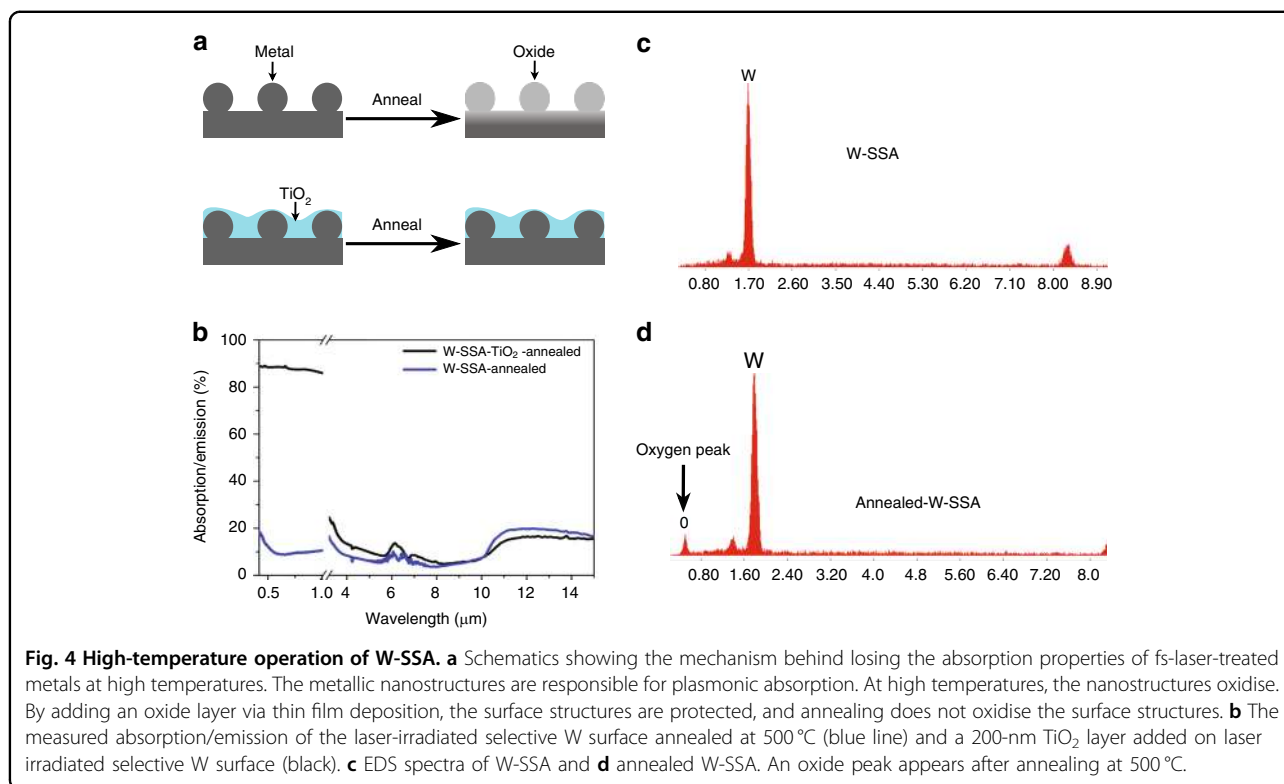 a
Metal
Oxide
Anneal
TiO2
Anneal
b
100
80
60
40
20
0
Absorption/emission (%)
W-SSA-TiO2 -annealed
W-SSA-annealed
0.5 1.0 4 6 8 10 12 14
Wavelength (μm)
c
W
W-SSA
0.80 1.70 2.60 3.50 4.40 5.30 6.20 7.10 8.00 8.90
d
W
Oxygen peak
0
Annealed-W-SSA
0.80 1.60 2.40 3.20 4.0 4.8 5.60 6.40 7.20 8.0
Fig. 4 High-temperature operation of W-SSA. a Schematics showing the mechanism behind losing the absorption properties of fs-laser-treated
metals at high temperatures. The metallic nanostructures are responsible for plasmonic absorption. At high temperatures, the nanostructures oxidise.
By adding an oxide layer via thin film deposition, the surface structures are protected, and annealing does not oxidise the surface structures. b The
measured absorption/emission of the laser-irradiated selective W surface annealed at 500 °C (blue line) and a 200-nm TiO2 layer added on laser
irradiated selective W surface (black). c EDS spectra of W-SSA and d annealed W-SSA. An oxide peak appears after annealing at 500 °C.